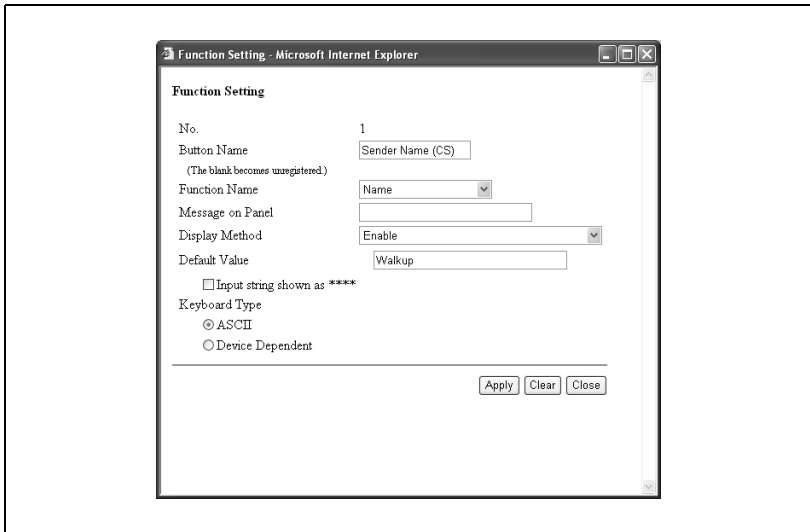 Function Setting - Microsoft Internet Explorer
Function Setting
No. 1
Button Name Sender Name (CS)
(The blank becomes unregistered.)
Function Name Name
Message on Panel
Display Method Enable
Default Value Walkup
Input string shown as ****
Keyboard Type
ASCII
Device Dependent
Apply Clear Close